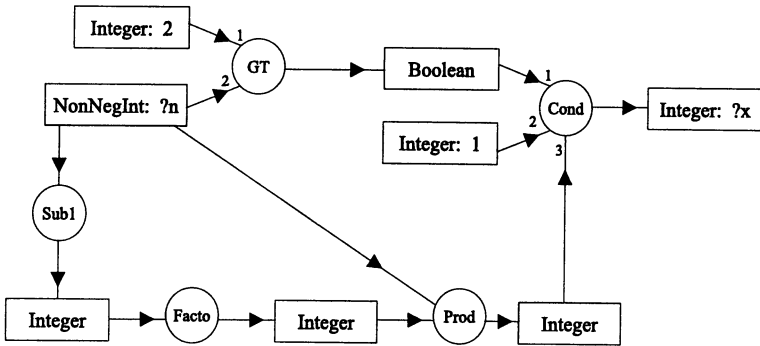 Integer: 2
1
GT
2
NonNegInt: ?n
Boolean
1
Cond
2
3
Integer: 1
Integer: ?x
Sub1
Integer
Facto
Integer
Prod
Integer